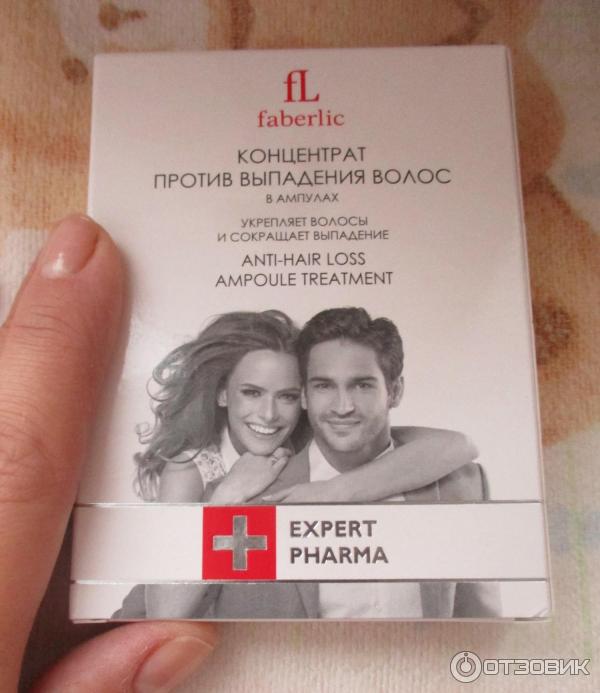 fL
faberlic
КОНЦЕНТРАТ
ПРОТИВ ВЫПАДЕНИЯ ВОЛОС
В АМПУЛАХ
УКРЕПЛЯЕТ ВОЛОСЫ
И СОКРАЩАЕТ ВЫПАДЕНИЕ
ANTI-HAIR LOSS
AMPOULE TREATMENT
EXPERT
PHARMA
ОТЗОВИК